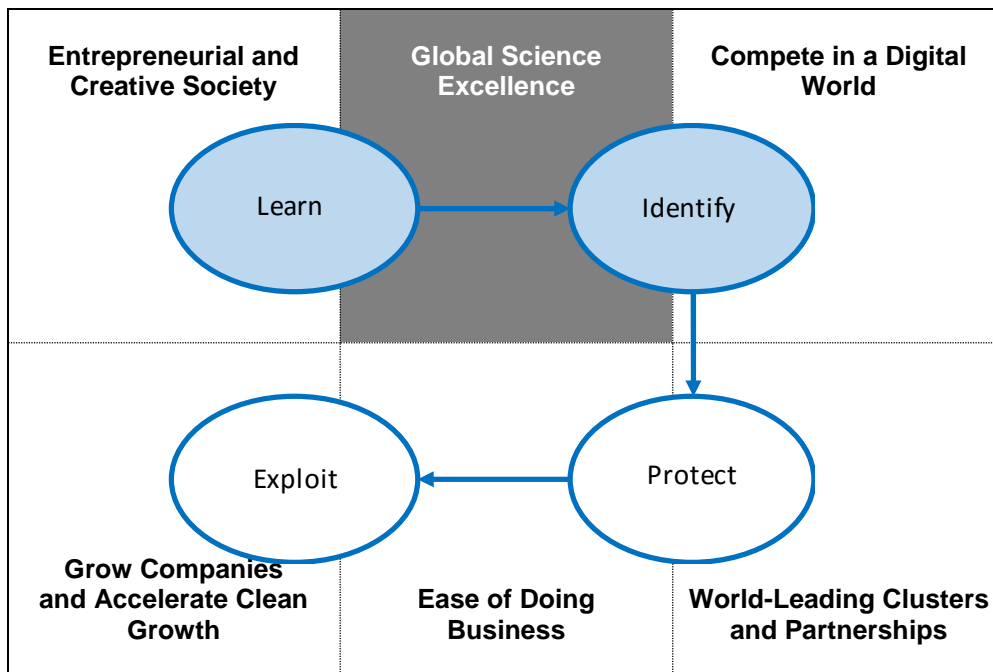 Entrepreneurial and
Creative Society
Global Science
Excellence
Compete in a Digital
World
Learn
Identify
Exploit
Protect
Grow Companies
and Accelerate Clean
Growth
Ease of Doing
Business
World-Leading Clusters
and Partnerships